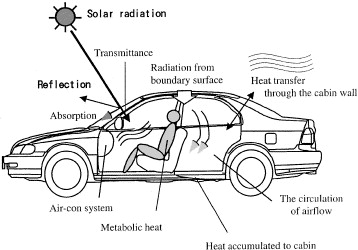 Solar radiation
Transmittance
Radiation from
boundary surface
Reflection
Heat transfer
through the cabin wall
Absorption
Air-con system
The circulation
of airflow
Metabolic heat
Heat accumulated to cabin